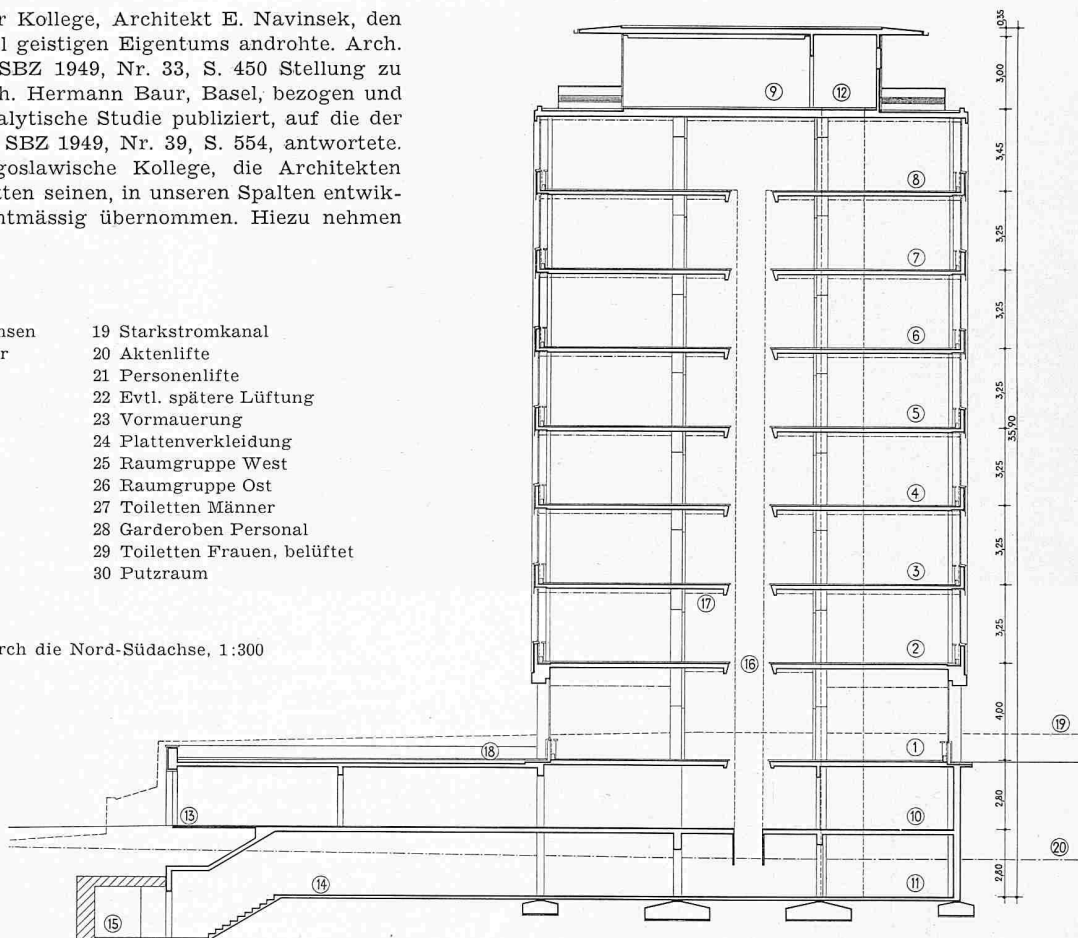 r Kollege, Architekt E. Navinsek, den
l geistigen Eigentums androhte. Arch.
SBZ 1949, Nr. 33, S. 450 Stellung zu
h. Hermann Baur, Basel, bezogen und
alytische Studie publiziert, auf die der
SBZ 1949, Nr. 39, S. 554, antwortete.
goslawische Kollege, die Architekten
tten seinen, in unseren Spalten entwik-
ntmässig übernommen. Hiezu nehmen
nsen
r
19 Starkstromkanal
20 Aktenlifte
21 Personenlifte
22 Evtl. spätere Lüftung
23 Vormauerung
24 Plattenverkleidung
25 Raumgruppe West
26 Raumgruppe Ost
27 Toiletten Männer
28 Garderoben Personal
29 Toiletten Frauen, belüftet
30 Putzraum
rch die Nord-Südachse, 1:300
9
12
8
7
6
5
4
3
17
2
16
19
1
18
13
10
20
14
11
15
0,35
3,00
3,45
3,25
3,25
3,25
3,25
3,25
3,25
4,00
2,80
2,80
35,90